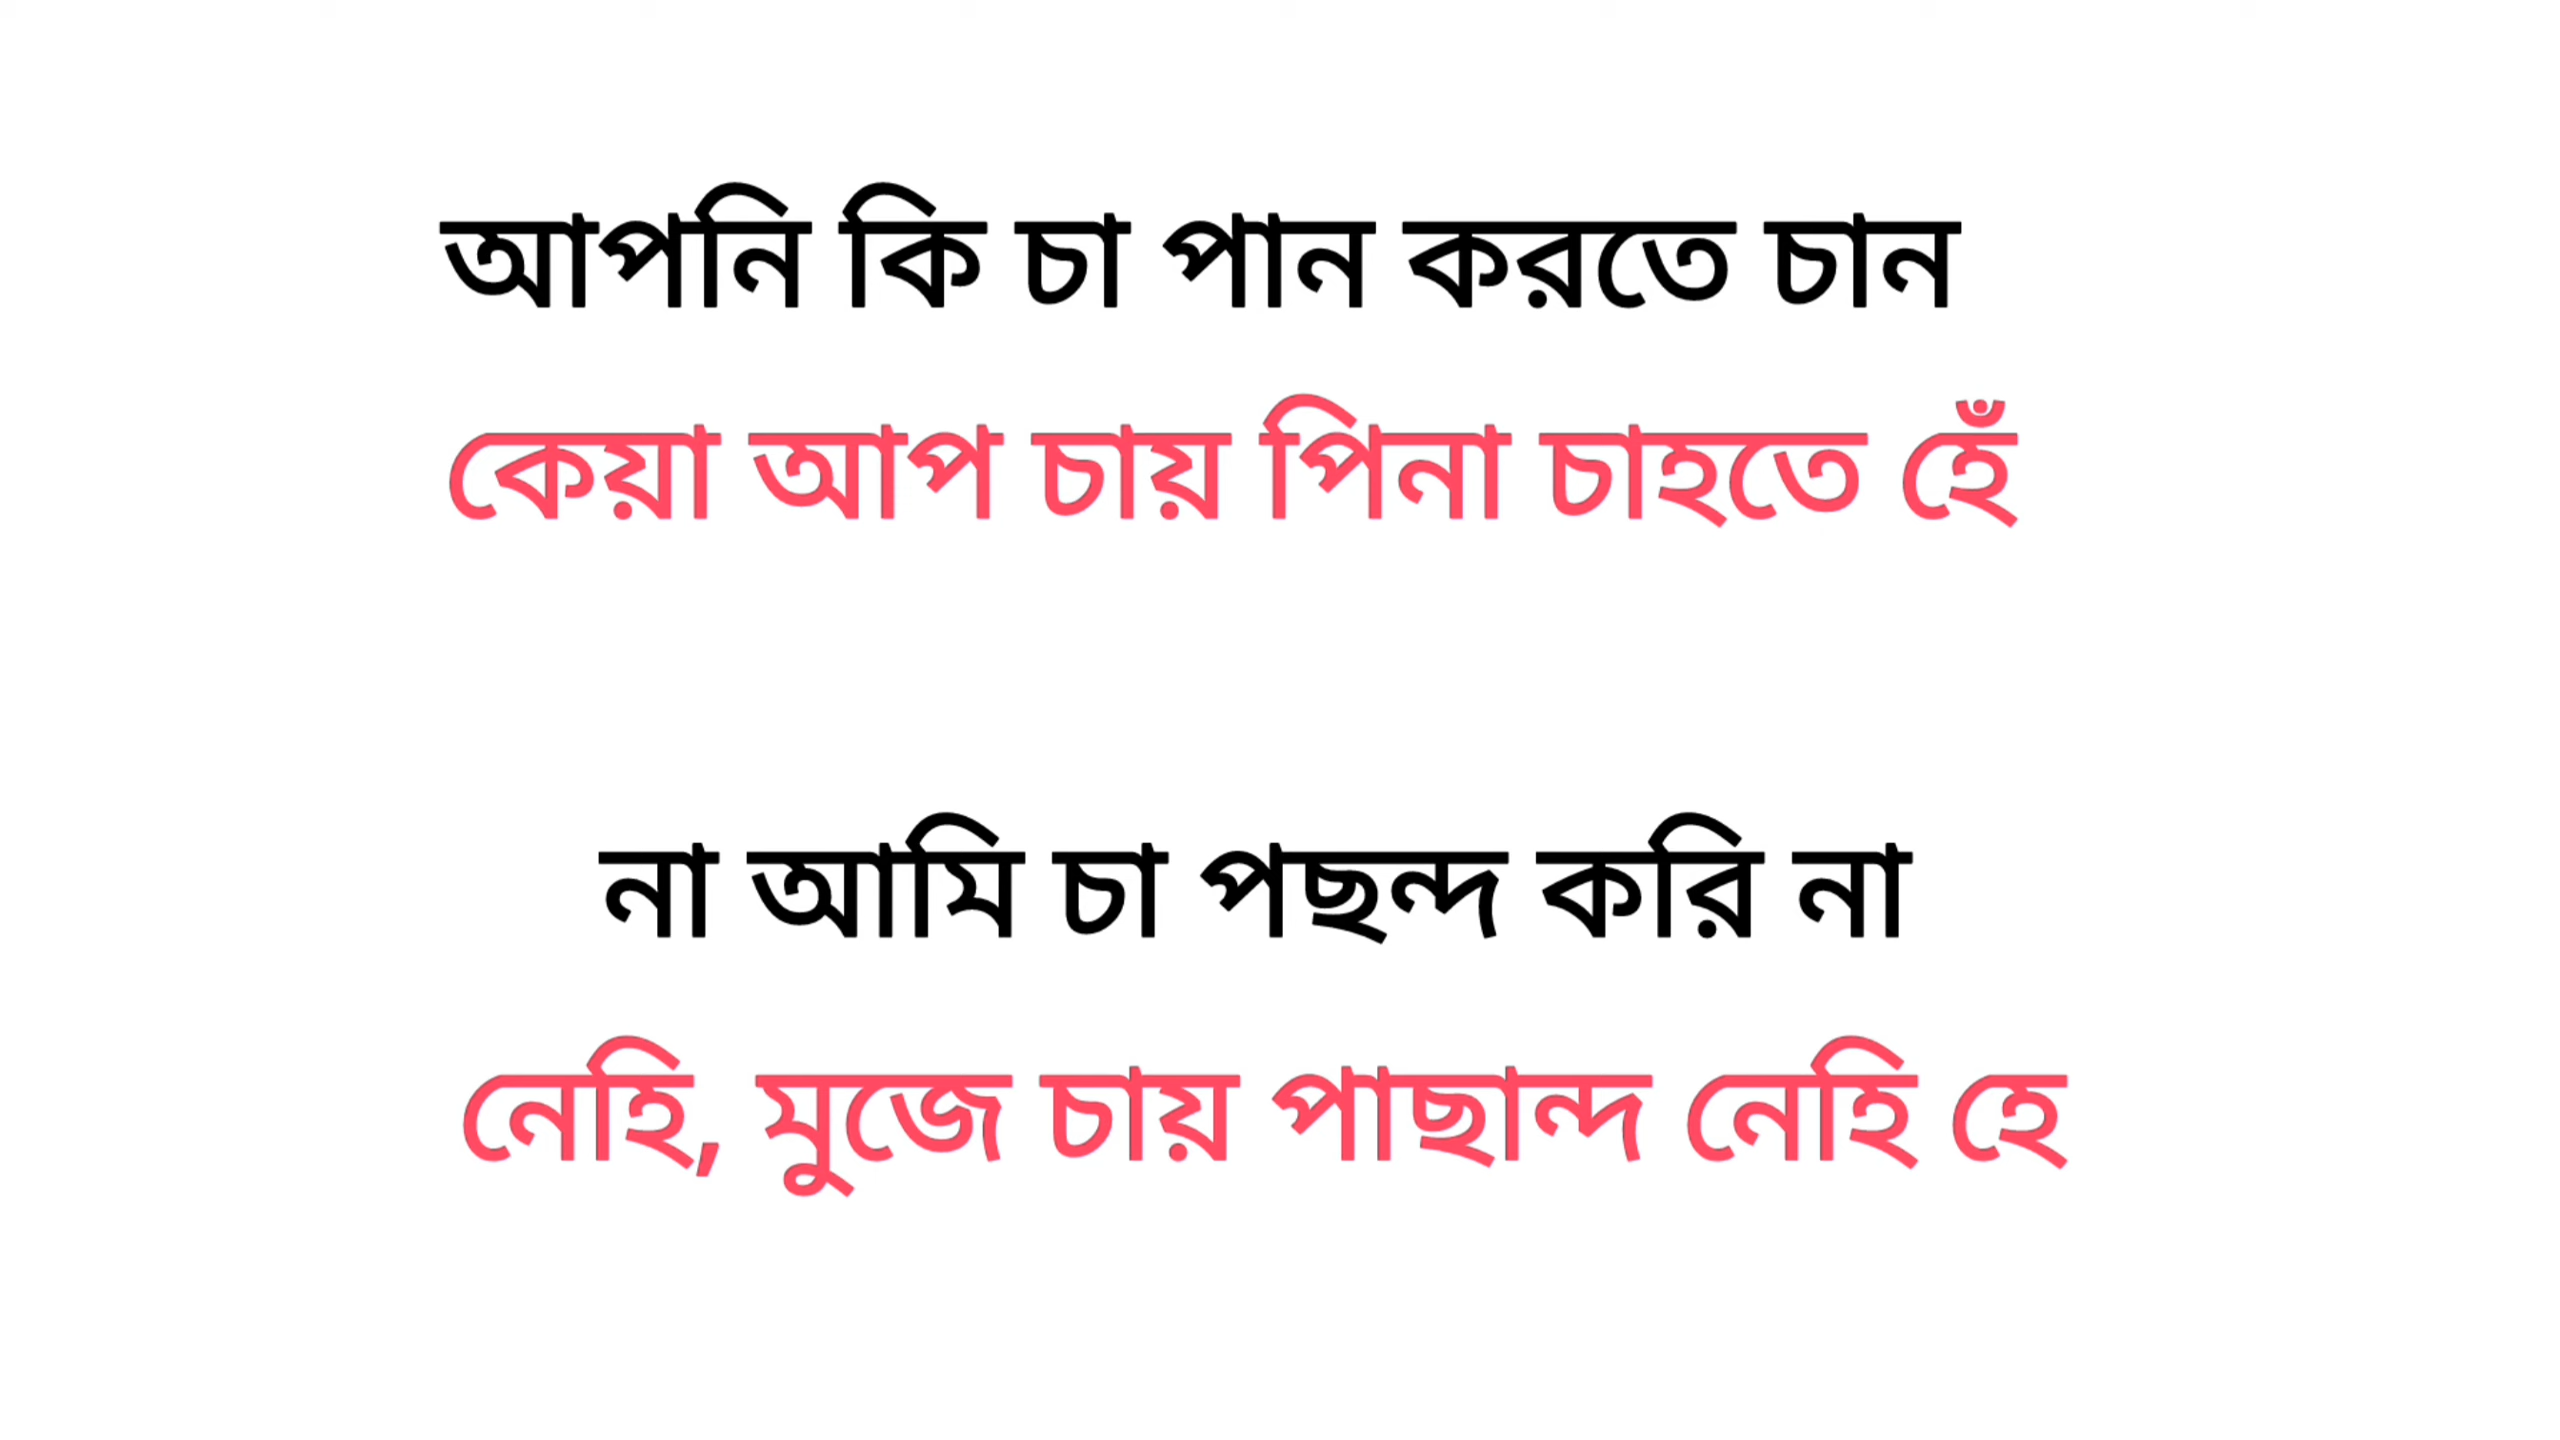 আপনি কি চা পান করতে চান
কেয়া আপ চায় পিনা চাহতে হেঁ
না আমি চা পছন্দ করি না
নেহি, মুজে চায় পাছান্দ নেহি হে